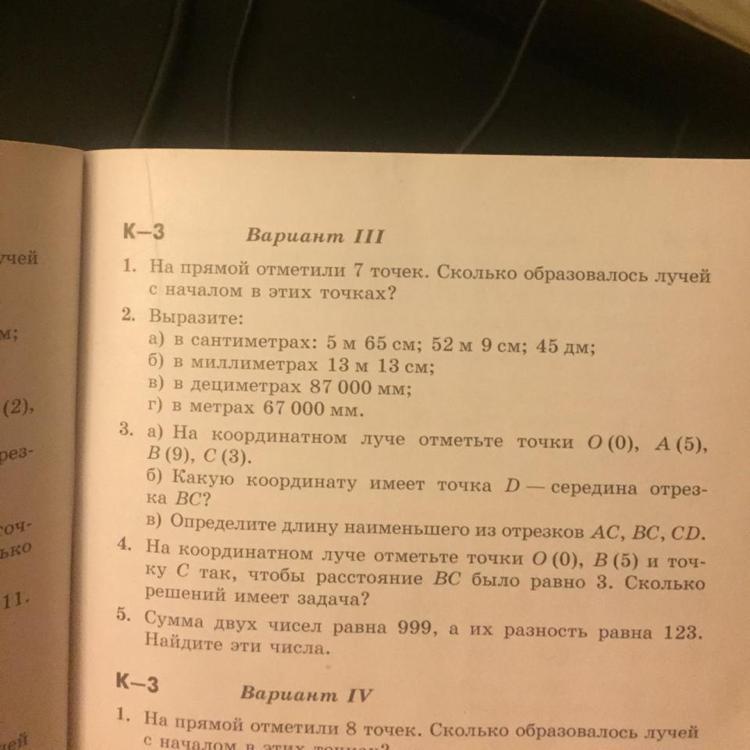 К—3 Вариант III
1. На прямой отметили 7 точек. Сколько образовалось лучей
с началом в этих точках?
2. Выразите:
а) в сантиметрах: 5 м 65 см; 52 м 9 см; 45 дм;
б) в миллиметрах 13 м 13 см;
в) в дециметрах 87 000 мм;
г) в метрах 67 000 мм.
3. а) На координатном луче отметьте точки O (0), A (5),
B (9), C (3).
б) Какую координату имеет точка D — середина отрез-
ка BC?
в) Определите длину наименьшего из отрезков AC, BC, CD.
4. На координатном луче отметьте точки O (0), B (5) и точ-
ку C так, чтобы расстояние BC было равно 3. Сколько
решений имеет задача?
5. Сумма двух чисел равна 999, а их разность равна 123.
Найдите эти числа.
К—3 Вариант IV
1. На прямой отметили 8 точек. Сколько образовалось лучей
с началом в этих точках?
учей
м;
(2),
рез-
точ-
ько
11.